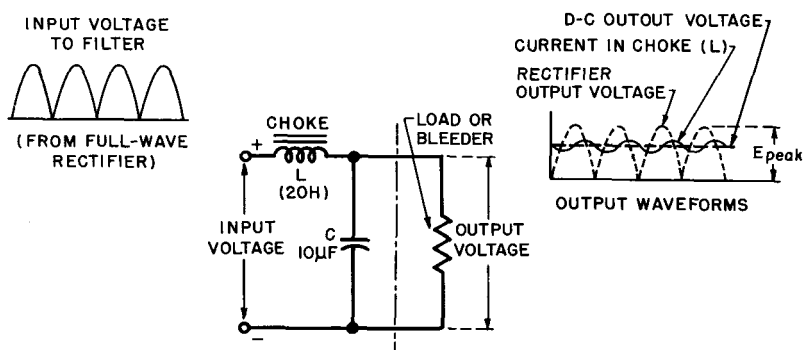 INPUT VOLTAGE
TO FILTER
(FROM FULL-WAVE
RECTIFIER)
+
CHOKE
L
(20H)
INPUT
VOLTAGE
C
10µF
−
LOAD OR
BLEEDER
OUTPUT
VOLTAGE
D-C OUTOUT VOLTAGE
CURRENT IN CHOKE (L)
RECTIFIER
OUTPUT VOLTAGE
Epeak
OUTPUT WAVEFORMS